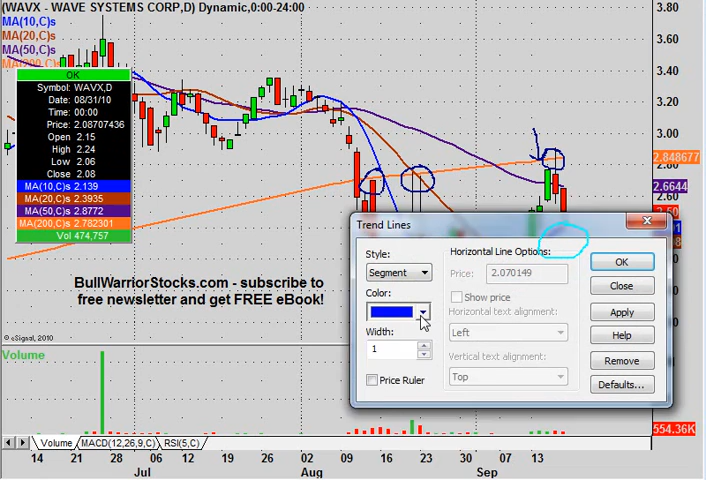 (WAVX - WAVE SYSTEMS CORP,D) Dynamic,0:00-24:00
MA(10,C)s
MA(20,C)s
MA(50,C)s
MA(200,C)s
OK
Symbol: WAVX,D
Date: 08/31/10
Time: 00:00
Price: 2.08707436
Open 2.15
High 2.24
Low 2.06
Close 2.08
MA(10,C)s 2.139
MA(20,C)s 2.3935
MA(50,C)s 2.8772
MA(200,C)s 2.782301
Vol 474,757
3.80
3.60
3.40
3.20
3.00
2.848677
2.6644
2.50
BullWarriorStocks.com - subscribe to
free newsletter and get FREE eBook!
© eSignal, 2010
Trend Lines
Style:
Segment
Color:
Width:
1
Price Ruler
Horizontal Line Options:
Price: 2.070149
Show price
Horizontal text alignment:
Left
Vertical text alignment:
Top
OK
Close
Apply
Help
Remove
Defaults...
Volume
554.36K
Volume MACD(12,26,9,C) RSI(5,C)
14 21 28 06 12 19 26 02 09 16 23 30 07 13
Jul Aug Sep